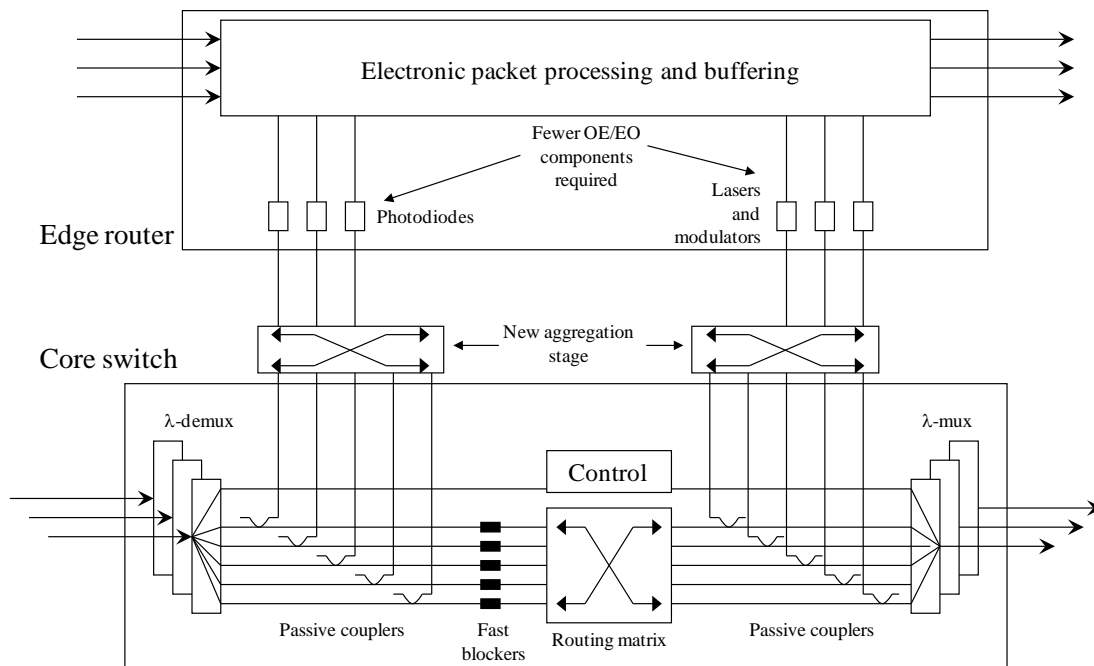 Electronic packet processing and buffering
Fewer OE/EO
components
required
Photodiodes
Lasers
and
modulators
Edge router
New aggregation
stage
Core switch
λ-demux
λ-mux
Control
Passive couplers
Fast
blockers
Routing matrix
Passive couplers